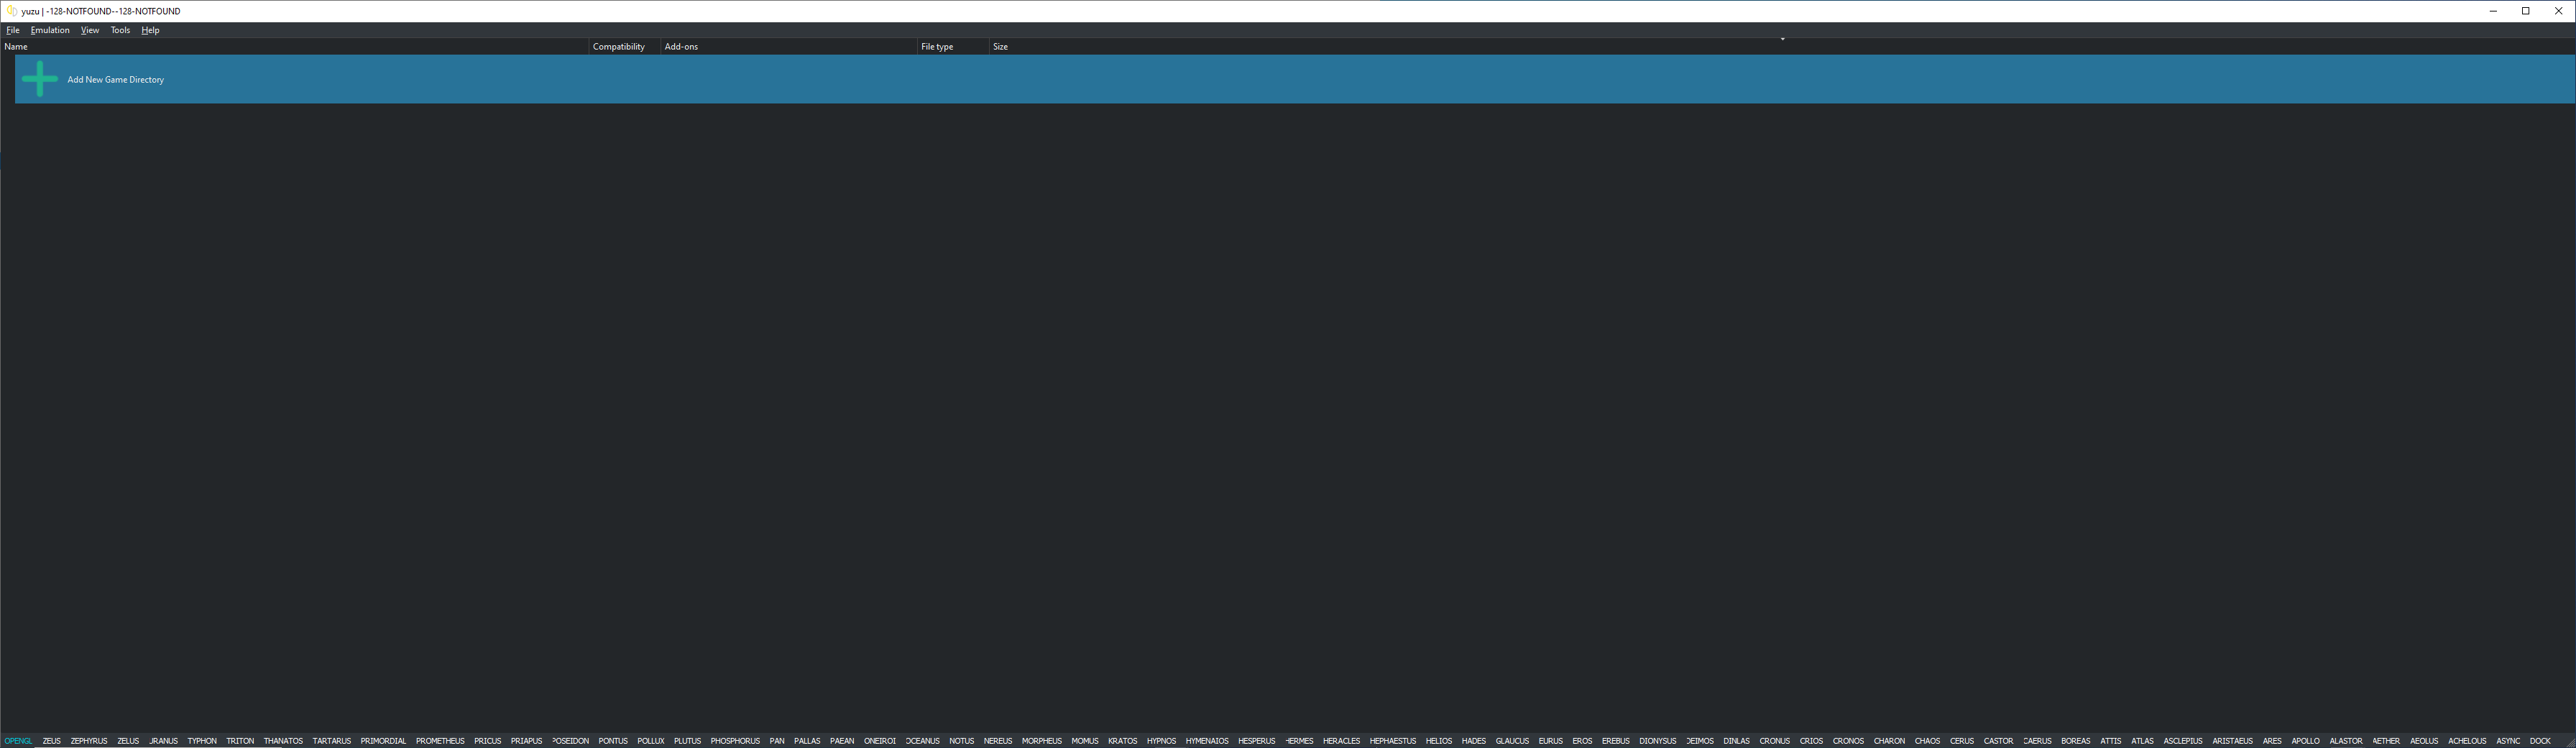 yuzu | -128-NOTFOUND--128-NOTFOUND
File Emulation View Tools Help
Name Compatibility Add-ons File type Size
Add New Game Directory
OPENGL ZEUS ZEPHYRUS ZELUS URANUS TYPHON TRITON THANATOS TARTARUS PRIMORDIAL PROMETHEUS PRICUS PRIAPUS POSEIDON PONTUS POLLUX PLUTUS PHOSPHORUS PAN PALLAS PAEAN ONEIROI OCEANUS NOTUS NEREUS MORPHEUS MOMUS KRATOS HYPNOS HYMENAIOS HESPERUS HERMES HERACLES HEPHAESTUS HELIOS HADES GLAUCUS EURUS EROS EREBUS DIONYSUS DEIMOS DINLAS CRONUS CRIOS CRONOS CHARON CHAOS CERUS CASTOR CAERUS BOREAS ATTIS ATLAS ASCLEPIUS ARISTAEUS ARES APOLLO ALASTOR AETHER AEOLUS ACHELOUS ASYNC DOCK